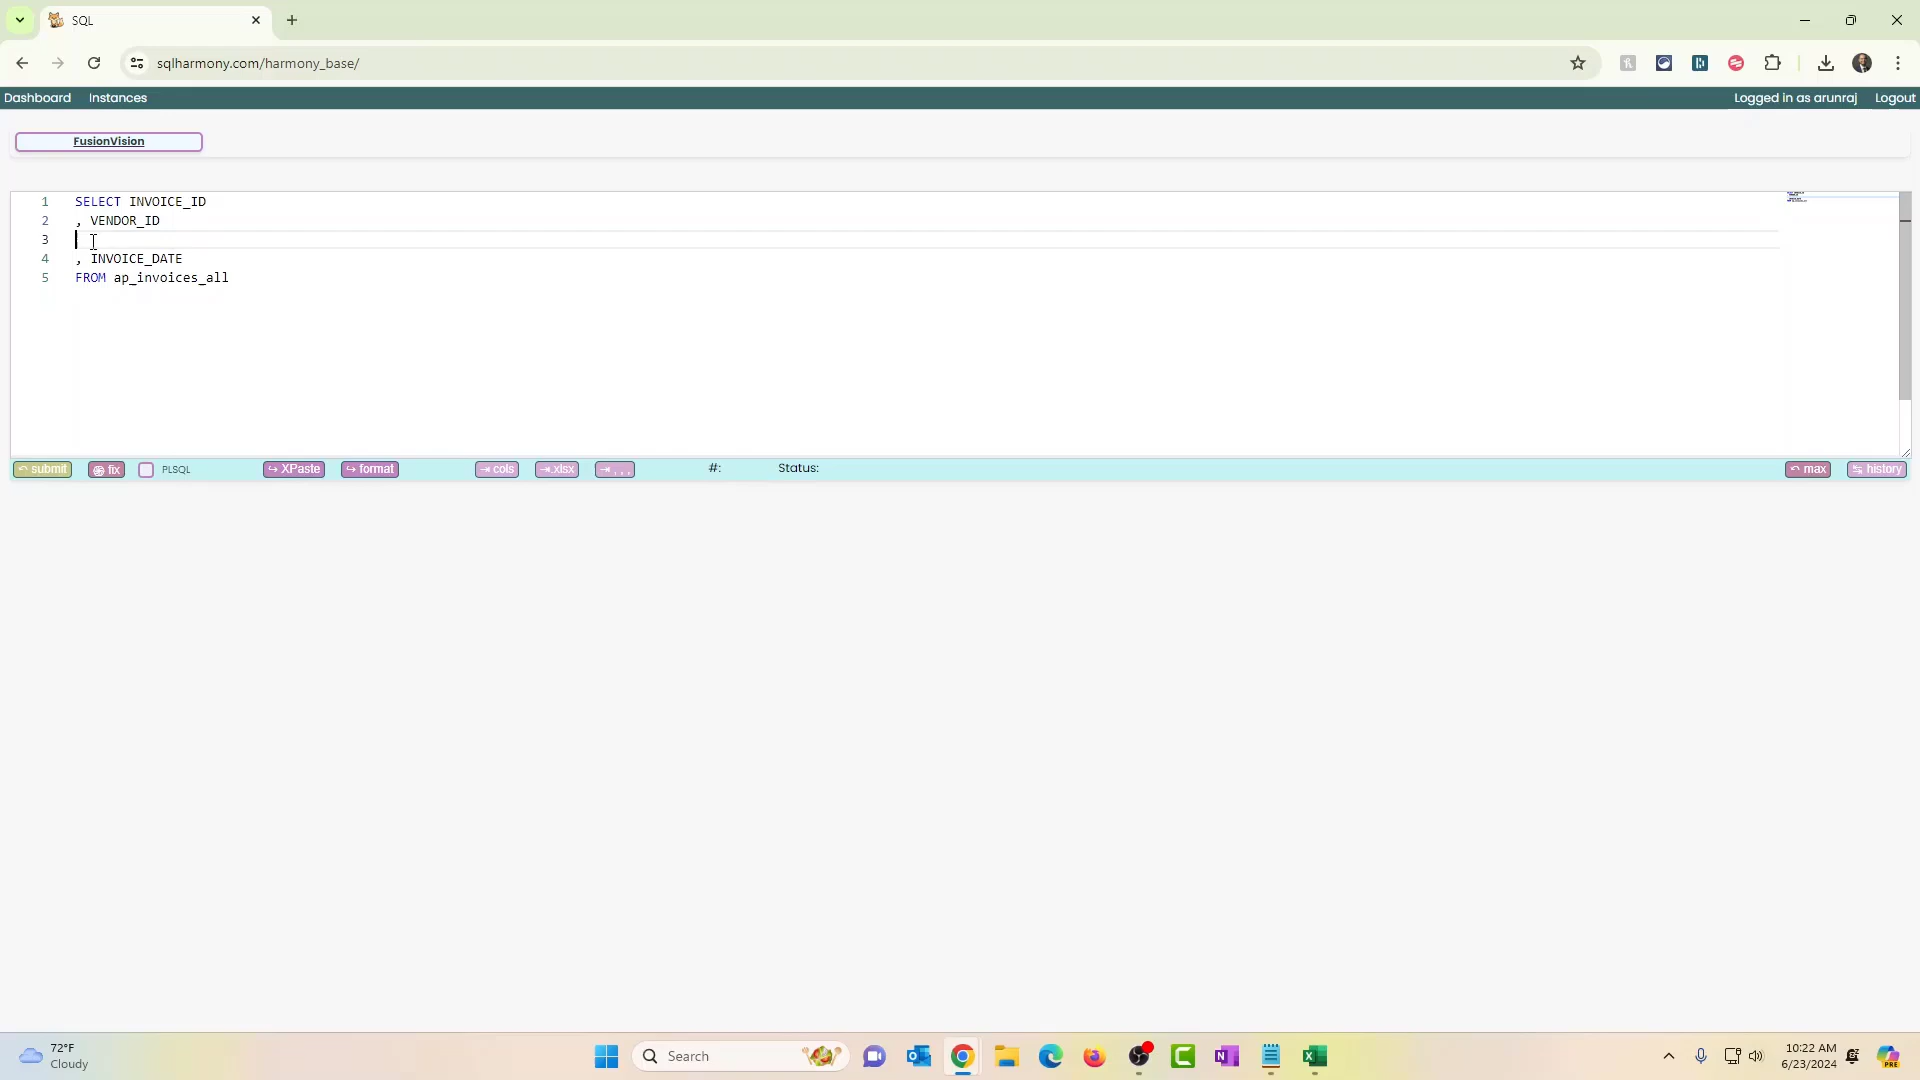 SQL
sqlharmony.com/harmony_base/
Dashboard Instances Logged in as arunraj Logout
FusionVision
1 SELECT INVOICE_ID
2 , VENDOR_ID
3
4 , INVOICE_DATE
5 FROM ap_invoices_all
submit fix PLSQL XPaste format cols .xlsx , , , #: Status: max history
72°F
Cloudy
Search
10:22 AM
6/23/2024
PRE